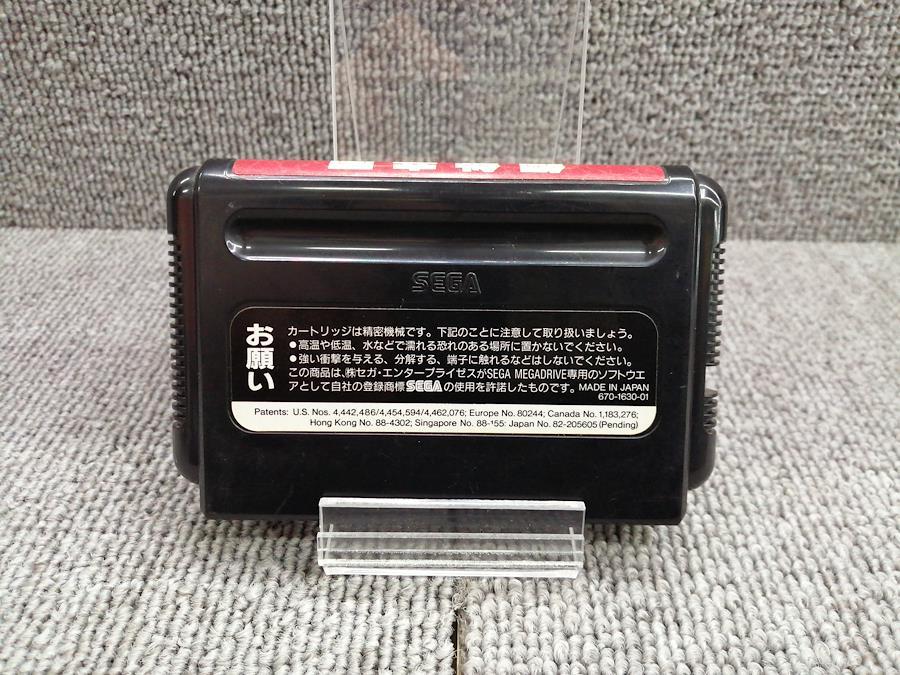 SEGA
お願い
カートリッジは精密機械です。下記のことに注意して取り扱いましょう。
●高温や低温、水などで濡れる恐れのある場所に置かないでください。
●強い衝撃を与える、分解する、端子に触れるなどはしないでください。
この商品は、㈱セガ・エンタープライゼスがSEGA MEGADRIVE専用のソフトウエ
アとして自社の登録商標SEGAの使用を許諾したものです。MADE IN JAPAN
670-1630-01
Patents: U.S. Nos. 4,442,486/4,454,594/4,462,076; Europe No. 80244; Canada No. 1,183,276;
Hong Kong No. 88-4302; Singapore No. 88-155: Japan No. 82-205605 (Pending)